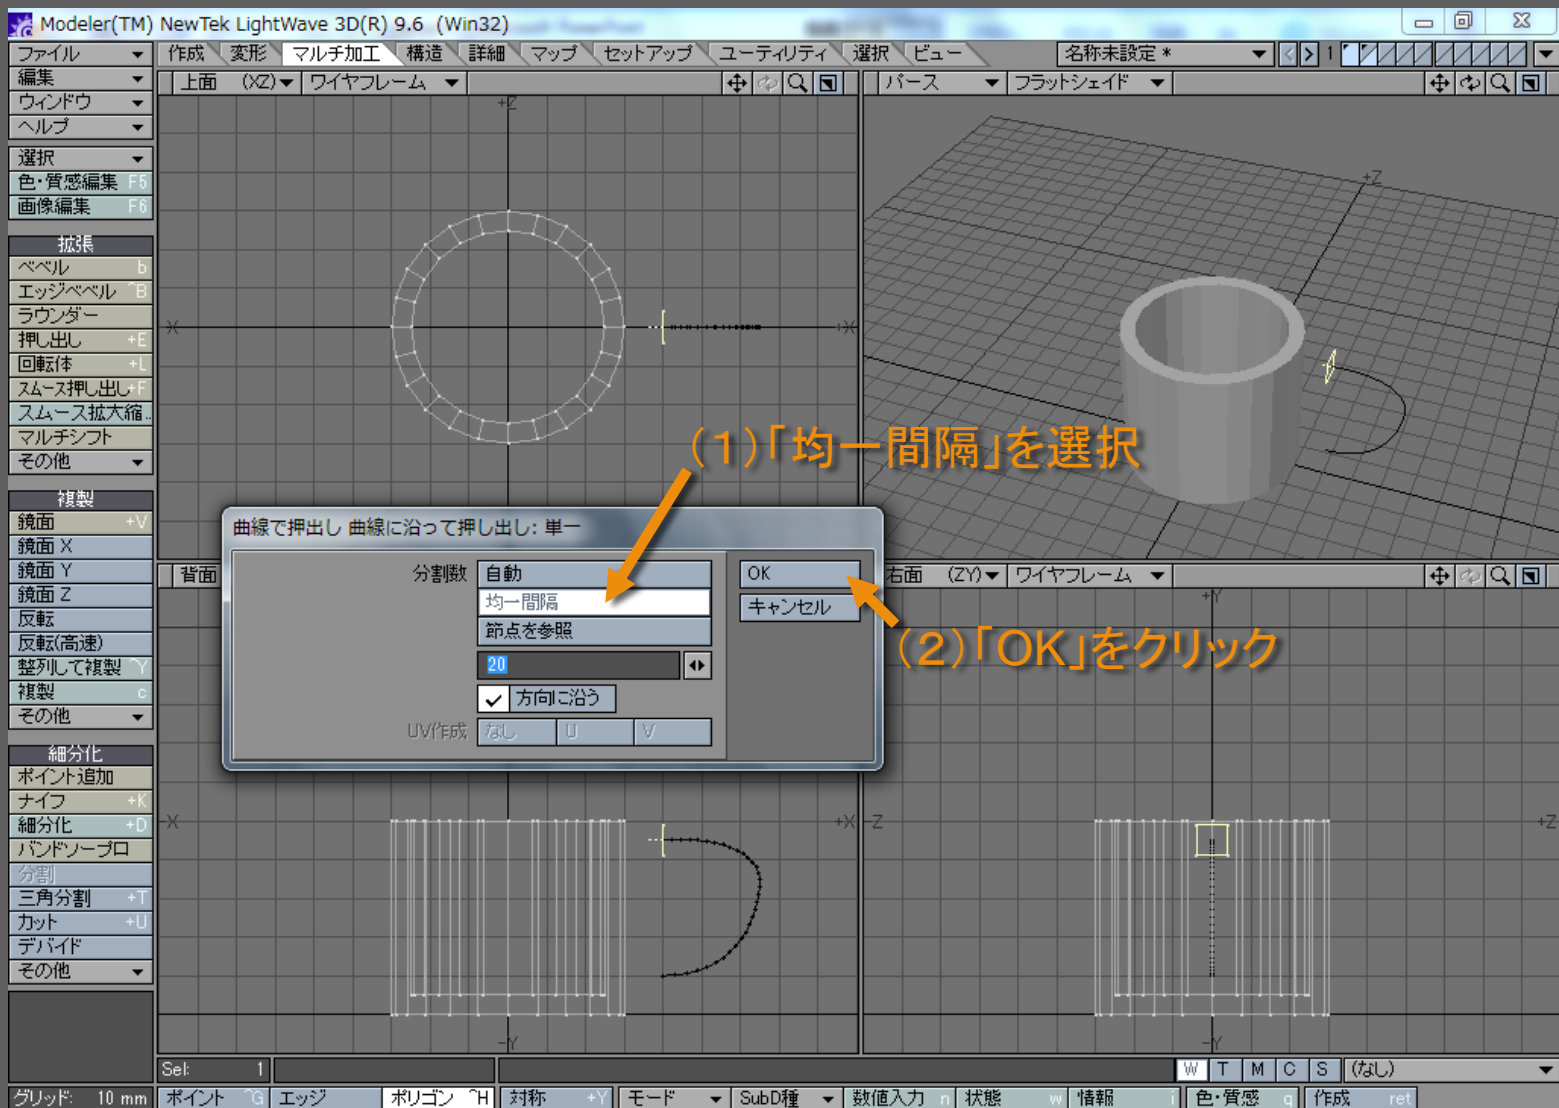 Modeler(TM) NewTek LightWave 3D(R) 9.6 (Win32)
ファイル 作成 変形 マルチ加工 構造 詳細 マップ セットアップ ユーティリティ 選択 ビュー 名称未設定 * 1
編集 上面 (XZ) ワイヤフレーム パース フラットシェイド
ウィンドウ
ヘルプ
選択
色・質感編集 F5
画像編集 F6
拡張
ベベル b
エッジベベル ^B
ラウンダー
押し出し +E
回転体 +L
スムース押し出し +F
スムース拡大縮..
マルチシフト
その他
複製
鏡面 +V
鏡面 X
鏡面 Y
鏡面 Z
反転
反転(高速)
整列して複製 ^Y
複製 c
その他
細分化
ポイント追加
ナイフ +K
細分化 +D
バンドソープロ
分割
三角分割 +T
カット +U
デバイド
その他
+Z
-X
+X
+Z
(1)「均一間隔」を選択
曲線で押出し 曲線に沿って押し出し: 単一
分割数 自動 OK
均一間隔 キャンセル
節点を参照
20
方向に沿う
UV作成 なし U V
(2)「OK」をクリック
背面 右面 (ZY) ワイヤフレーム
+Y
-X +X -Z +Z
-Y -Y
Sel: 1 W T M C S (なし)
グリッド: 10 mm ポイント ^G エッジ ポリゴン ^H 対称 +Y モード SubD種 数値入力 n 状態 w 情報 i 色・質感 q 作成 ret